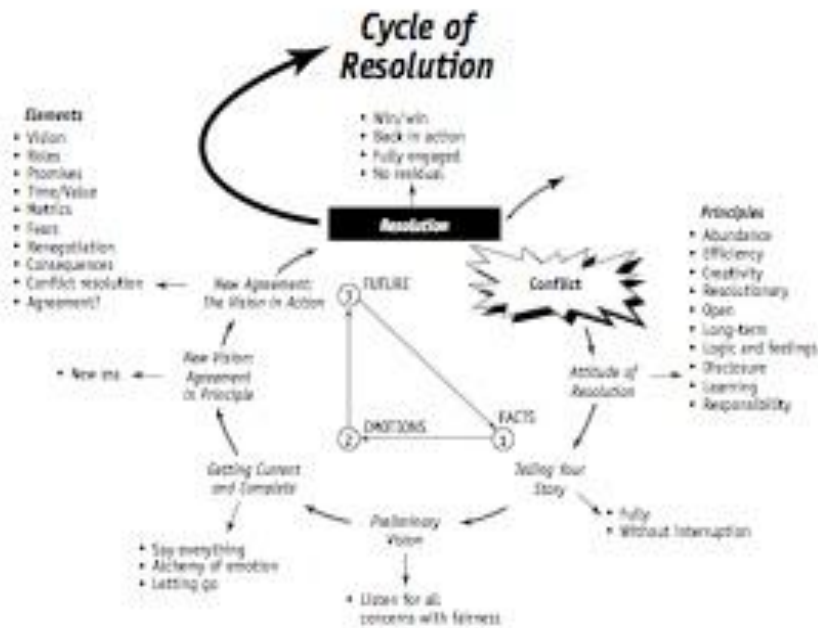 Cycle of
Resolution
• Win/win
• Back in action
• Fully engaged
• No residual
Resolution
Elements
• Vision
• Roles
• Promises
• Time/Value
• Metrics
• Fears
• Renegotiation
• Consequences
• Conflict resolution
• Agreement?
Principles
• Abundance
• Efficiency
• Creativity
• Resolutionary
• Open
• Long-term
• Logic and feelings
• Disclosure
• Learning
• Responsibility
Conflict
Attitude of
Resolution
Telling Your
Story
• Fully
• Without interruption
Preliminary
Vision
• Listen for all
concerns with fairness
Getting Current
and Complete
• Say everything
• Alchemy of emotion
• Letting go
New Vision:
Agreement
in Principle
• New era
New Agreement:
The Vision in Action
3 FUTURE
2 EMOTIONS
FACTS
1